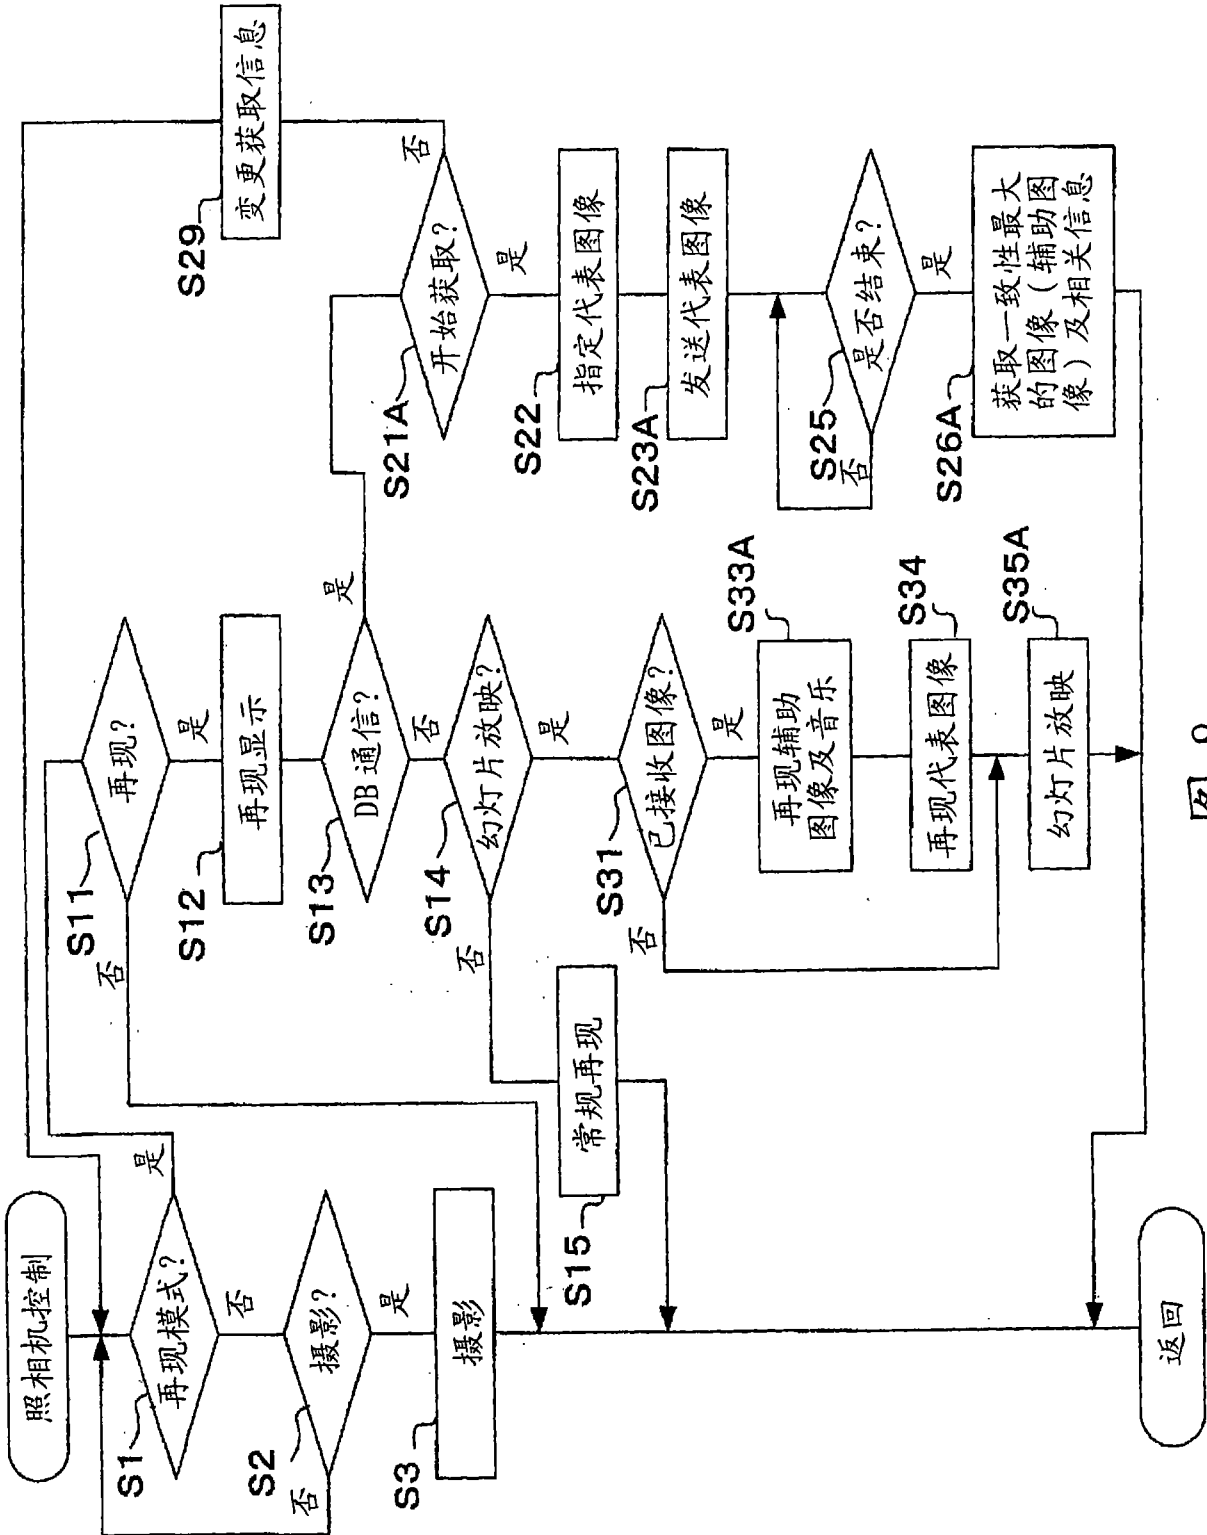 照相机控制
S1
再现模式?
是
否
S2
摄影?
否
是
S3
摄影
S11
再现?
否
是
S12
再现显示
S13
DB通信?
是
否
S14
幻灯片放映?
否
是
S15
常规再现
S31
已接收图像?
否
是
S33A
再现辅助
图像及音乐
S34
再现代表图像
S35A
幻灯片放映
S29
变更获取信息
S21A
开始获取?
否
是
S22
指定代表图像
S23A
发送代表图像
S25
是否结束?
否
是
S26A
获取一致性最大
的图像(辅助图
像)及相关信息
返回